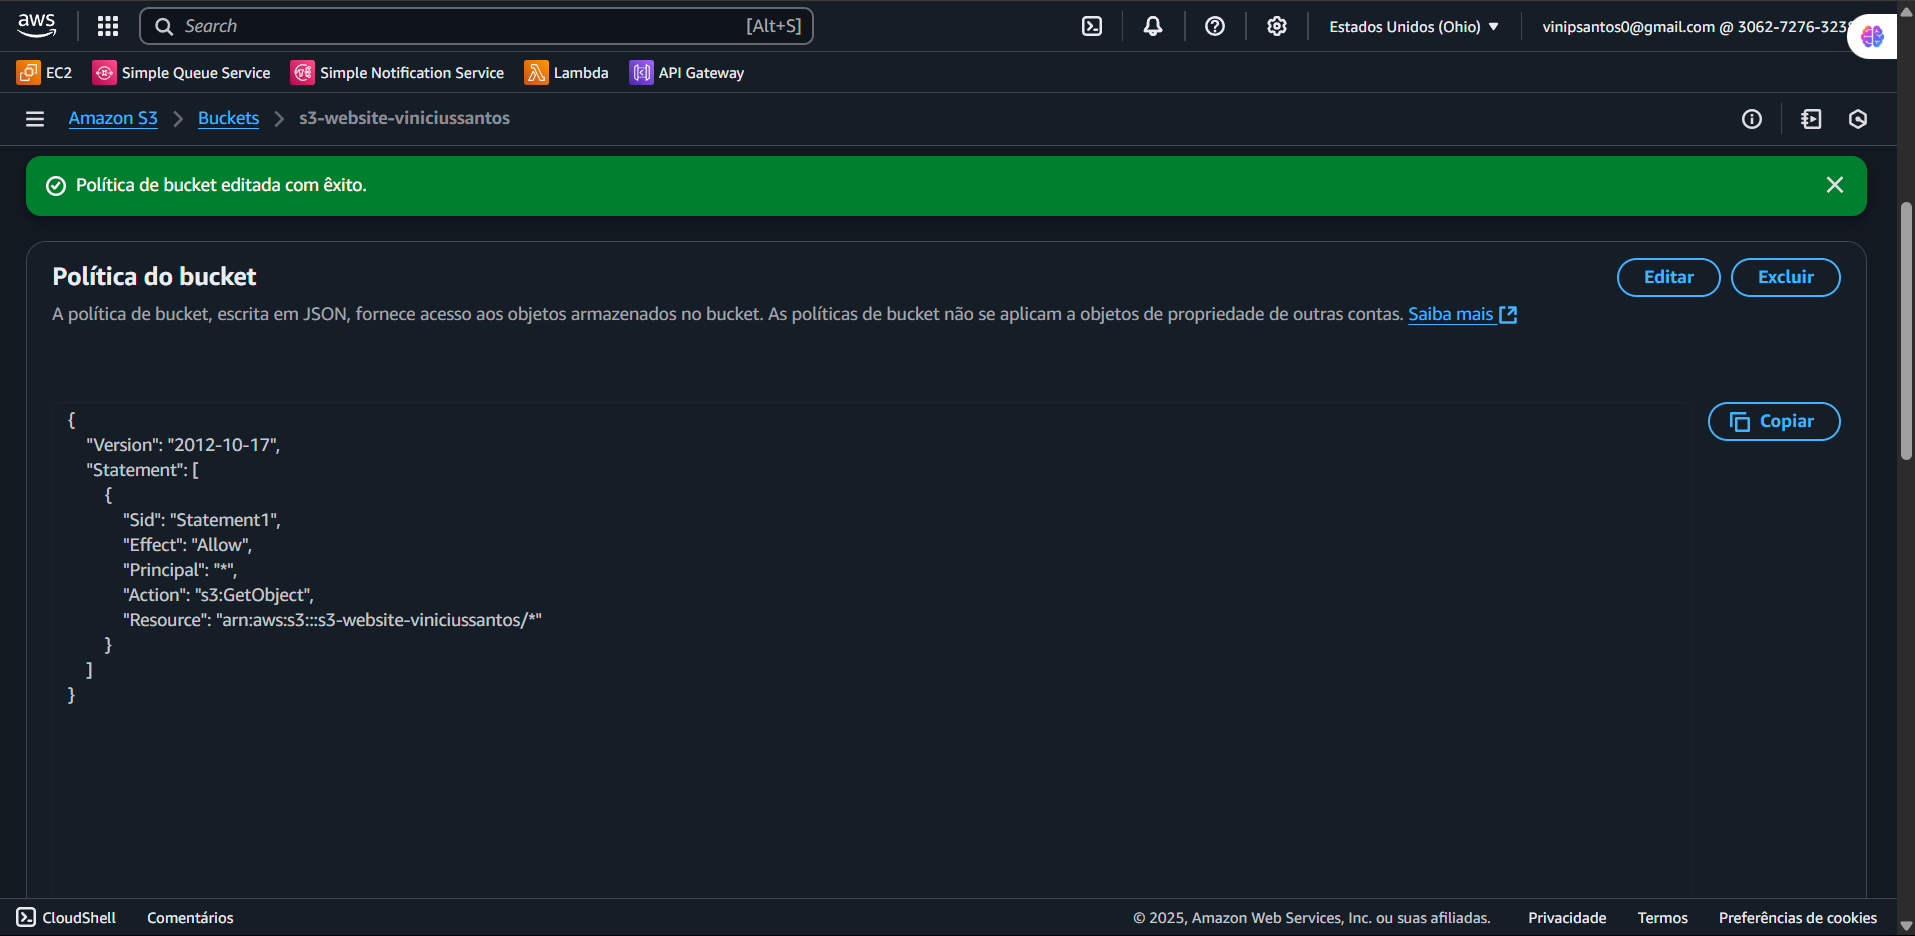 aws
Search [Alt+S]
Estados Unidos (Ohio)
vinipsantos0@gmail.com @ 3062-7276-323
EC2
Simple Queue Service
Simple Notification Service
Lambda
API Gateway
Amazon S3
Buckets
s3-website-viniciussantos
Política de bucket editada com êxito.
Política do bucket
Editar
Excluir
A política de bucket, escrita em JSON, fornece acesso aos objetos armazenados no bucket. As políticas de bucket não se aplicam a objetos de propriedade de outras contas. Saiba mais
Copiar
{
"Version": "2012-10-17",
"Statement": [
{
"Sid": "Statement1",
"Effect": "Allow",
"Principal": "*",
"Action": "s3:GetObject",
"Resource": "arn:aws:s3:::s3-website-viniciussantos/*"
}
]
}
CloudShell
Comentários
© 2025, Amazon Web Services, Inc. ou suas afiliadas.
Privacidade
Termos
Preferências de cookies